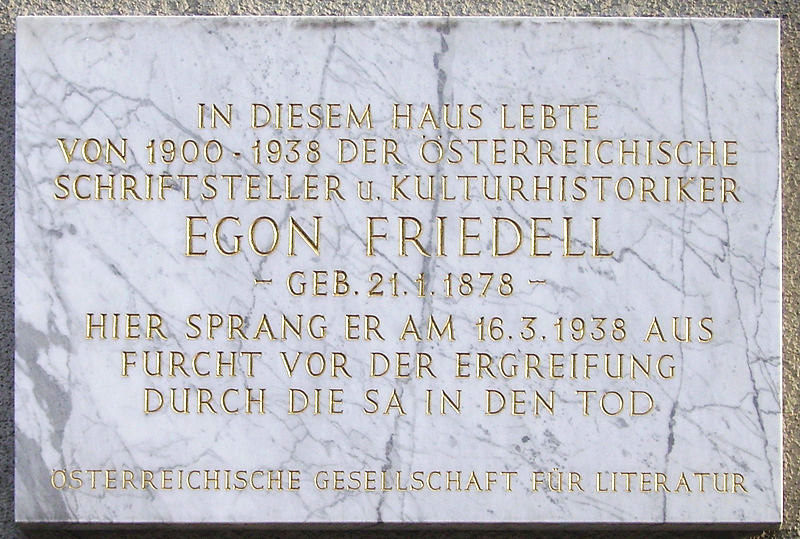 IN DIESEM HAUS LEBTE
VON 1900-1938 DER ÖSTERREICHISCHE
SCHRIFTSTELLER u. KULTURHISTORIKER
EGON FRIEDELL
- GEB. 21.1.1878 -
HIER SPRANG ER AM 16.3.1938 AUS
FURCHT VOR DER ERGREIFUNG
DURCH DIE SA IN DEN TOD
ÖSTERREICHISCHE GESELLSCHAFT FÜR LITERATUR